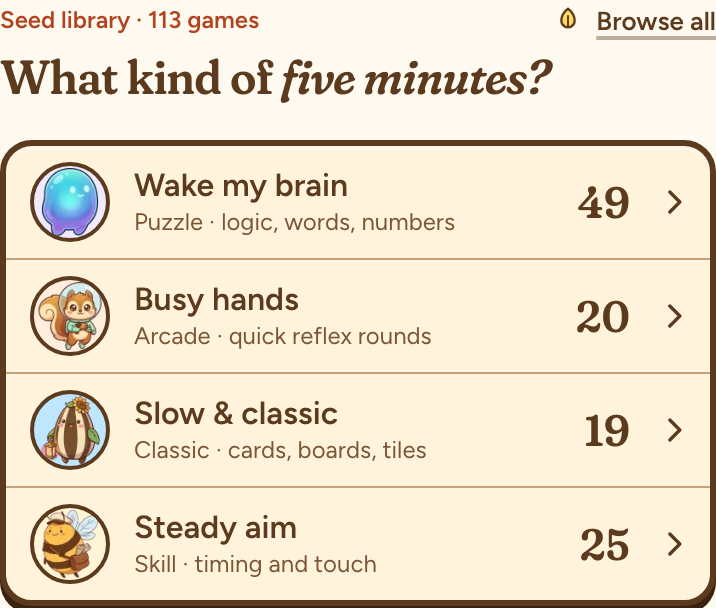 Seed library · 113 games
Browse all
What kind of five minutes?
Wake my brain
Puzzle · logic, words, numbers
49
Busy hands
Arcade · quick reflex rounds
20
Slow & classic
Classic · cards, boards, tiles
19
Steady aim
Skill · timing and touch
25